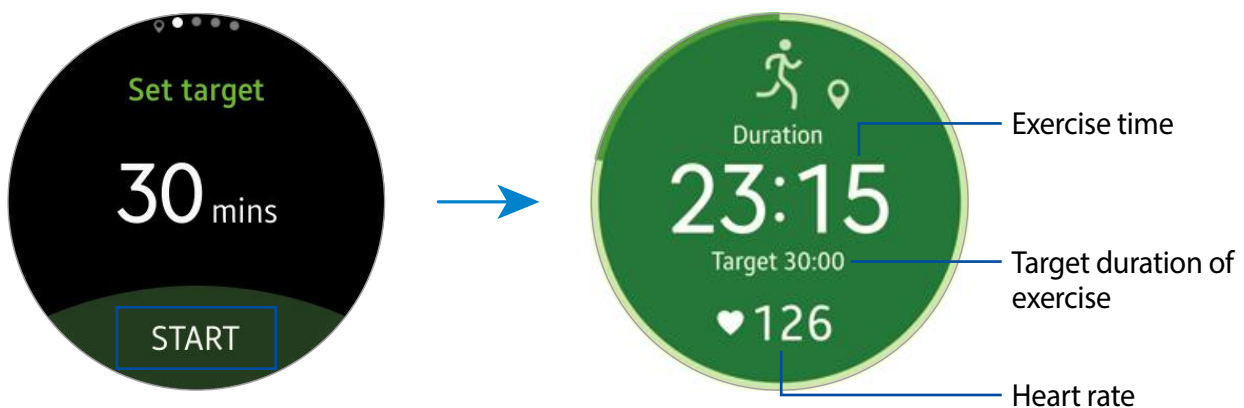 Set target
30 mins
START
Duration
23:15
Target 30:00
126
Exercise time
Target duration of
exercise
Heart rate